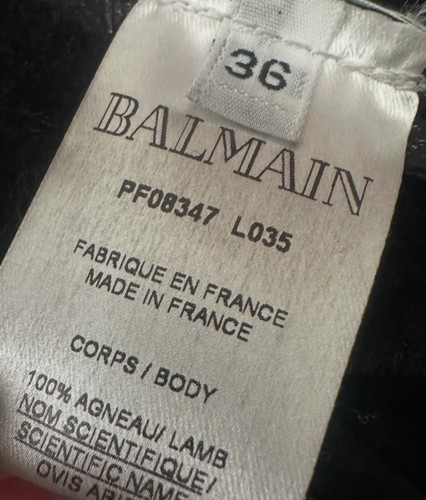 36
BALMAIN
PF08347 L035
FABRIQUE EN FRANCE
MADE IN FRANCE
CORPS / BODY
100% AGNEAU/ LAMB
NOM SCIENTIFIQUE/
SCIENTIFIC NAME
OVIS